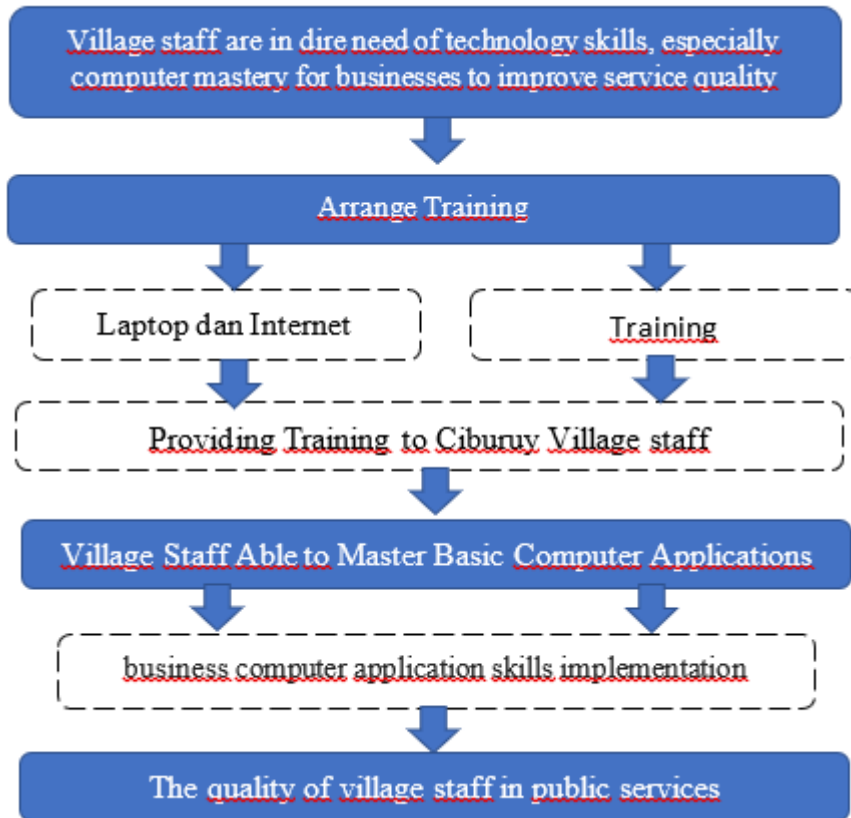 Village staff are in dire need of technology skills, especially
computer mastery for businesses to improve service quality
Arrange Training
Laptop dan Internet
Training
Providing Training to Ciburuy Village staff
Village Staff Able to Master Basic Computer Applications
business computer application skills implementation
The quality of village staff in public services